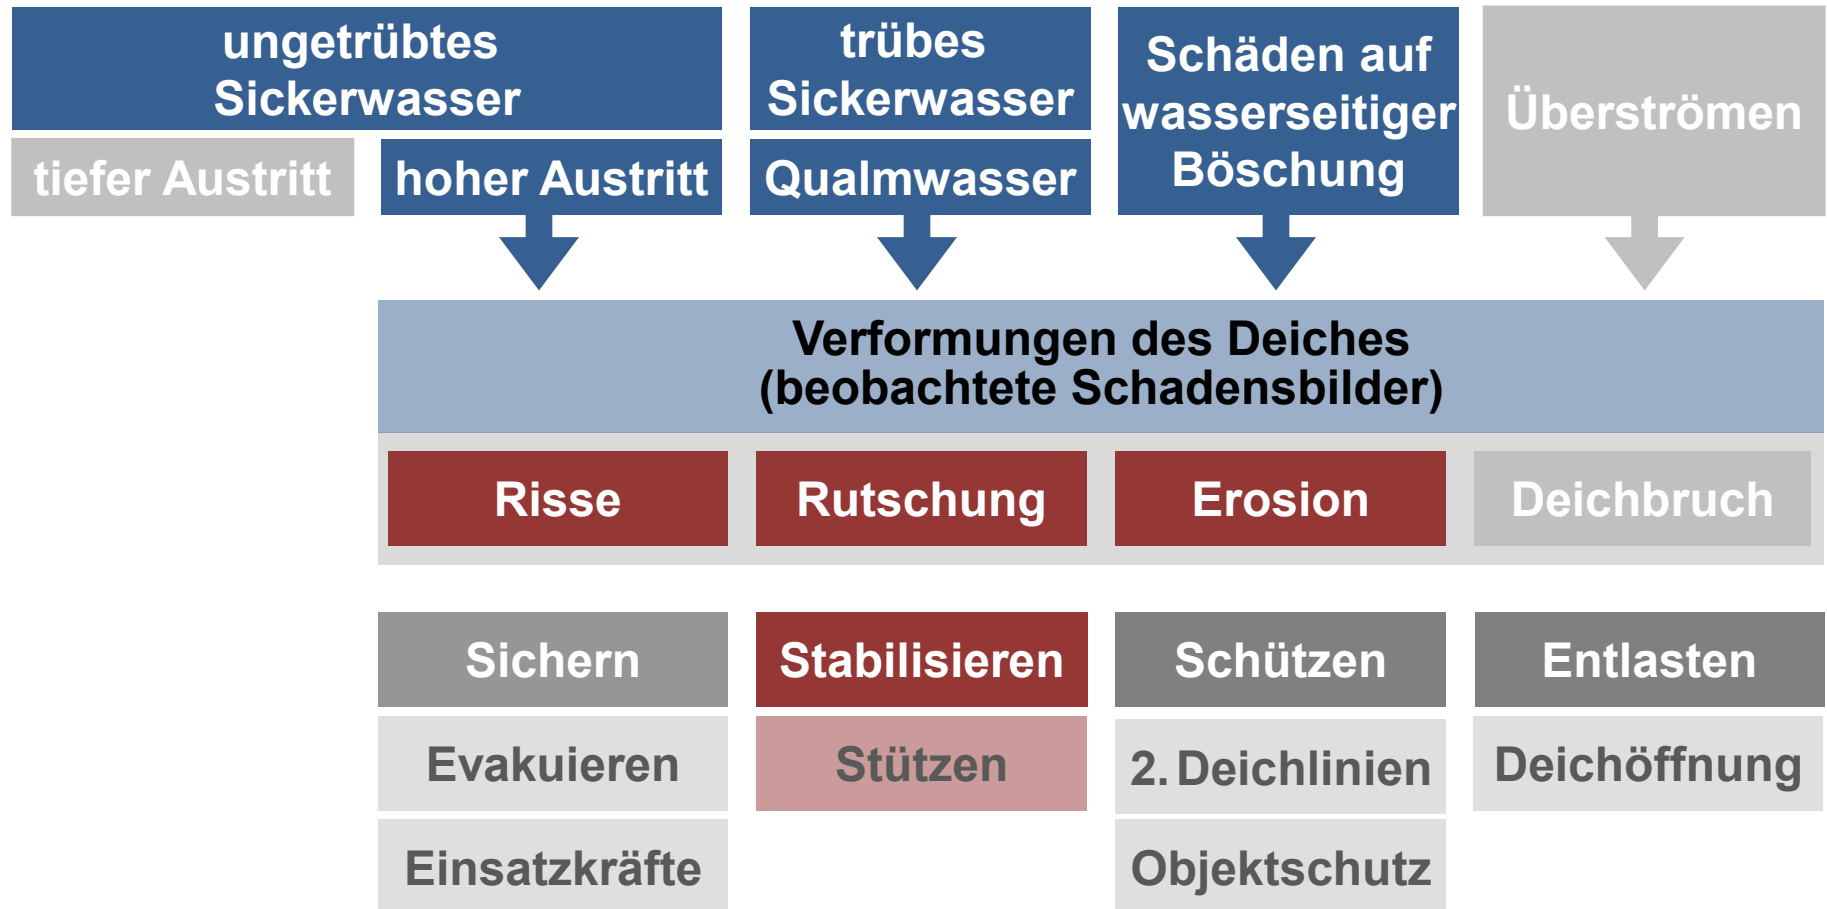 ungetrübtes
Sickerwasser
trübes
Sickerwasser
Schäden auf
wasserseitiger
Böschung
Überströmen
tiefer Austritt
hoher Austritt
Qualmwasser
Verformungen des Deiches
(beobachtete Schadensbilder)
Risse
Rutschung
Erosion
Deichbruch
Sichern
Stabilisieren
Schützen
Entlasten
Evakuieren
Stützen
2. Deichlinien
Deichöffnung
Einsatzkräfte
Objektschutz